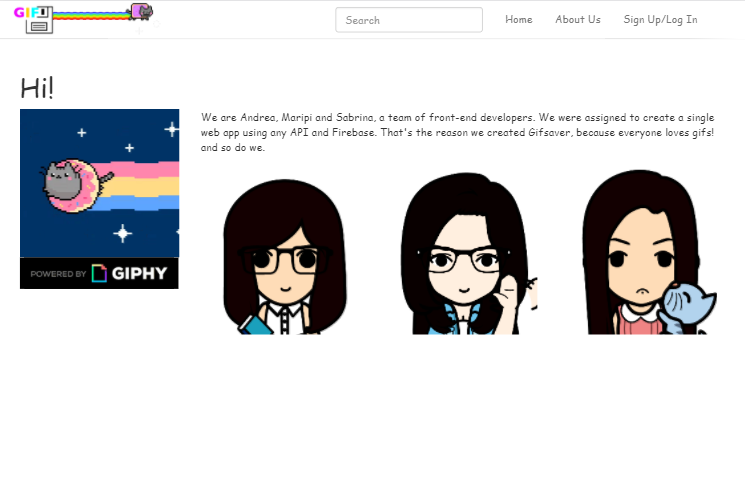 GIF
Search
Home
About Us
Sign Up/Log In
Hi!
We are Andrea, Maripi and Sabrina, a team of front-end developers. We were assigned to create a single
web app using any API and Firebase. That's the reason we created Gifsaver, because everyone loves gifs!
and so do we.
POWERED BY GIPHY